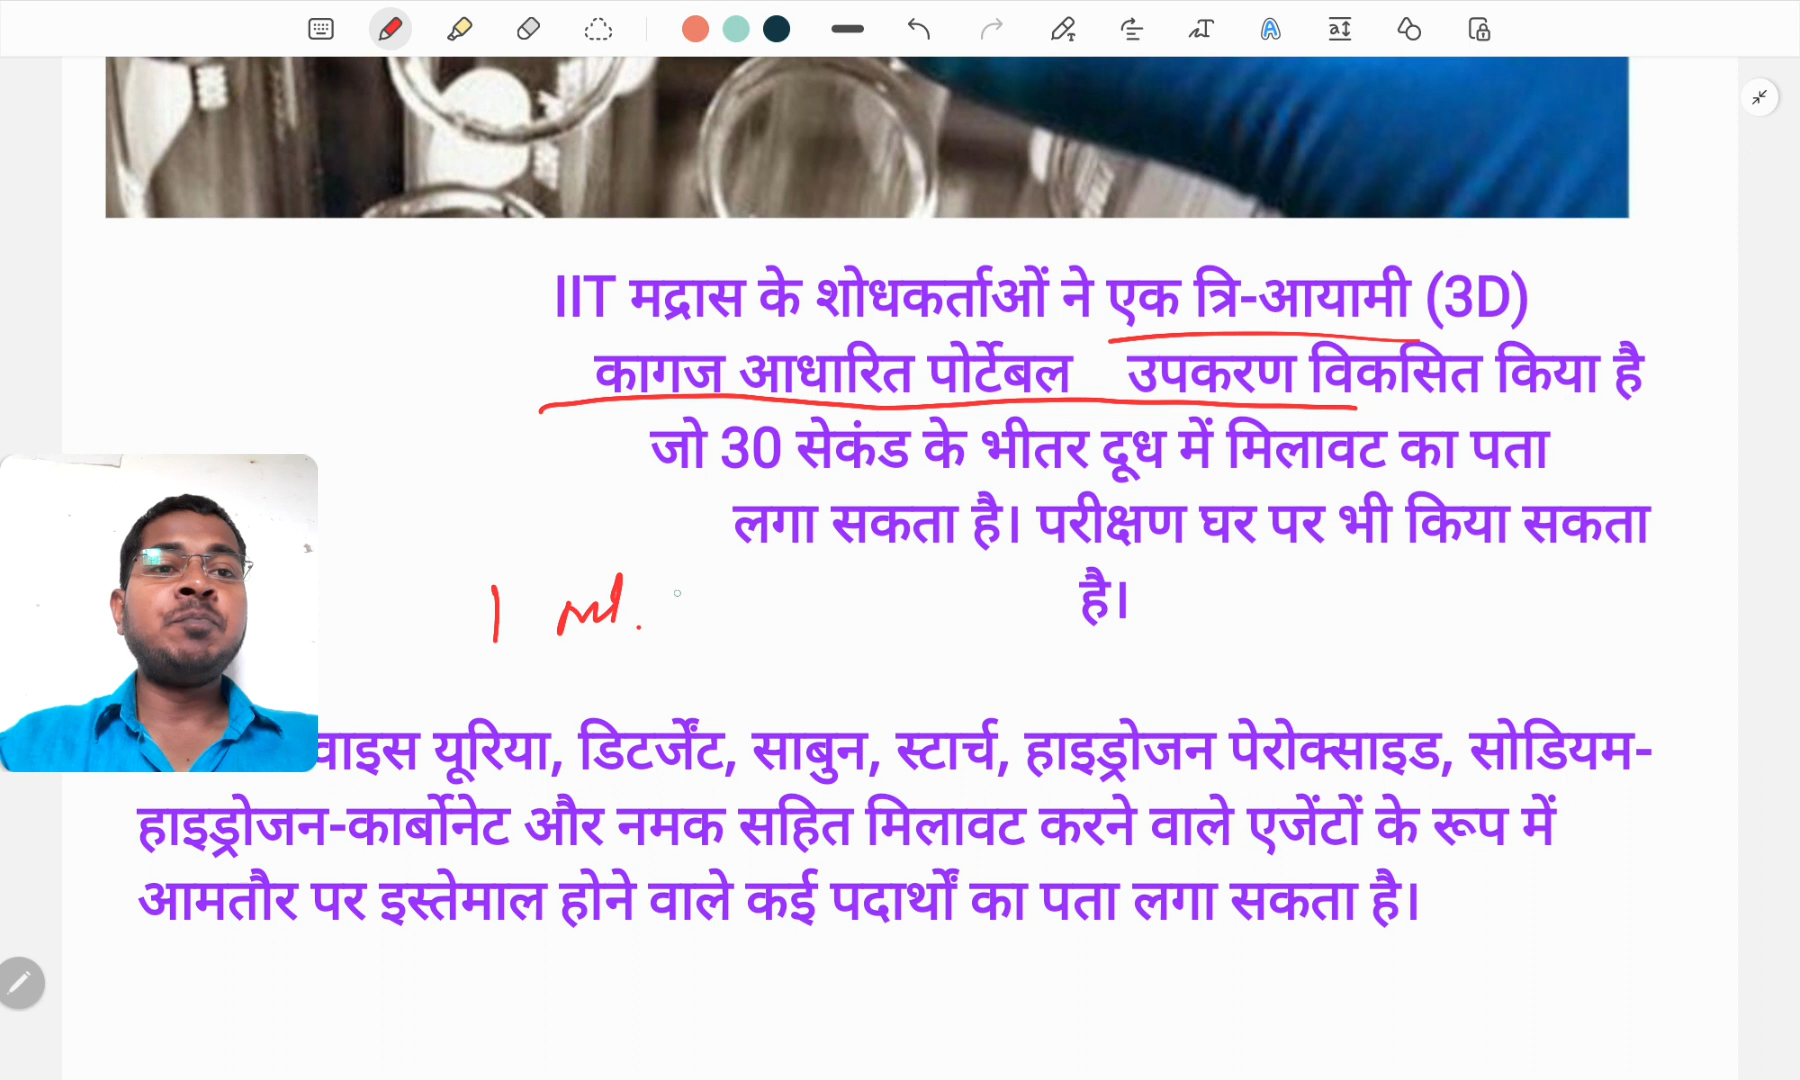 IIT मद्रास के शोधकर्ताओं ने एक त्रि-आयामी (3D)
कागज आधारित पोर्टेबल उपकरण विकसित किया है
जो 30 सेकंड के भीतर दूध में मिलावट का पता
लगा सकता है। परीक्षण घर पर भी किया सकता
है।
1 ml.
वाइस यूरिया, डिटर्जेंट, साबुन, स्टार्च, हाइड्रोजन पेरोक्साइड, सोडियम-
हाइड्रोजन-कार्बोनेट और नमक सहित मिलावट करने वाले एजेंटों के रूप में
आमतौर पर इस्तेमाल होने वाले कई पदार्थों का पता लगा सकता है।